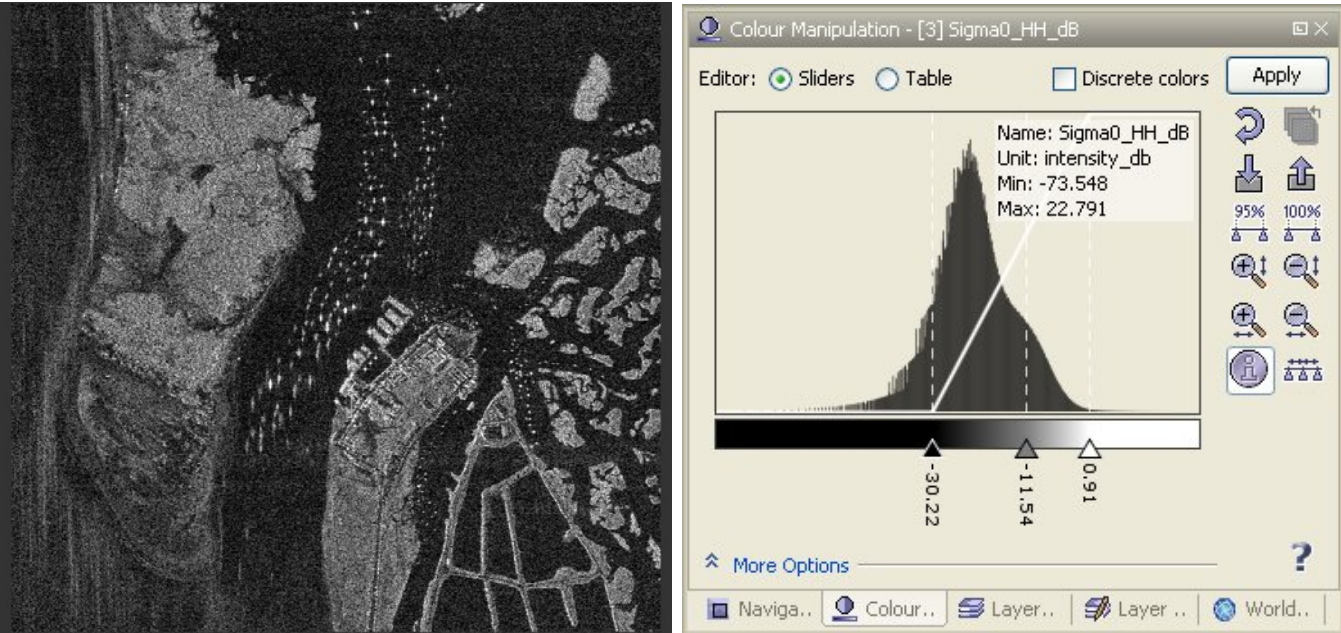 Colour Manipulation - [3] Sigma0_HH_dB
Editor: Sliders Table Discrete colors Apply
Name: Sigma0_HH_dB
Unit: intensity_db
Min: -73.548
Max: 22.791
95% 100%
-30.22
-11.54
0.91
More Options
?
Naviga.. Colour.. Layer.. Layer .. World..